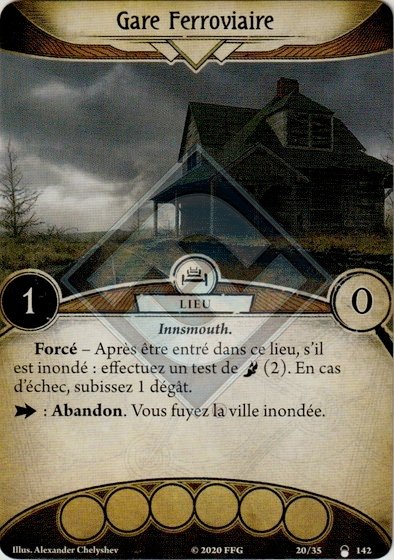 Gare Ferroviaire
1
LIEU
0
Innsmouth.
Forcé – Après être entré dans ce lieu, s'il
est inondé : effectuez un test de (2). En cas
d'échec, subissez 1 dégât.
: Abandon. Vous fuyez la ville inondée.
Illus. Alexander Chelyshev © 2020 FFG 20/35 142